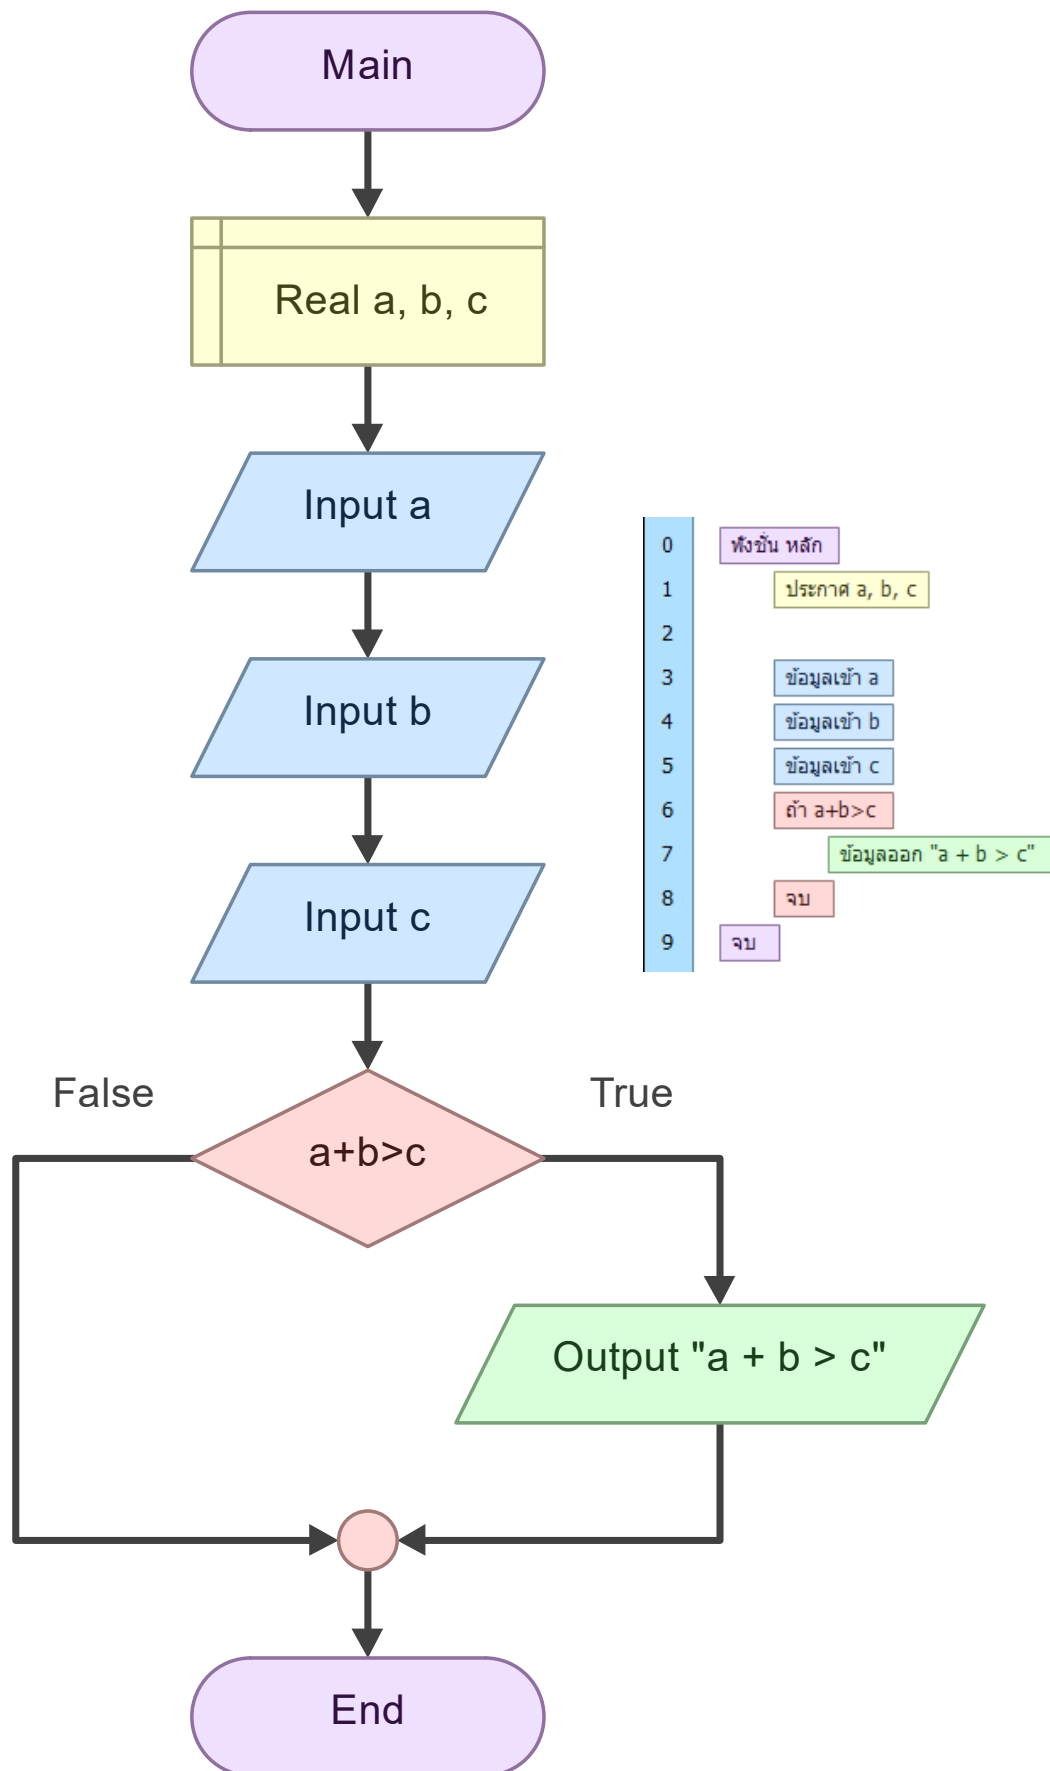 Main
Real a, b, c
Input a
Input b
Input c
False
True
a+b>c
Output "a + b > c"
End
0 ฟังชั่น หลัก
1 ประกาศ a, b, c
2
3 ข้อมูลเข้า a
4 ข้อมูลเข้า b
5 ข้อมูลเข้า c
6 ถ้า a+b>c
7 ข้อมูลออก "a + b > c"
8 จบ
9 จบ